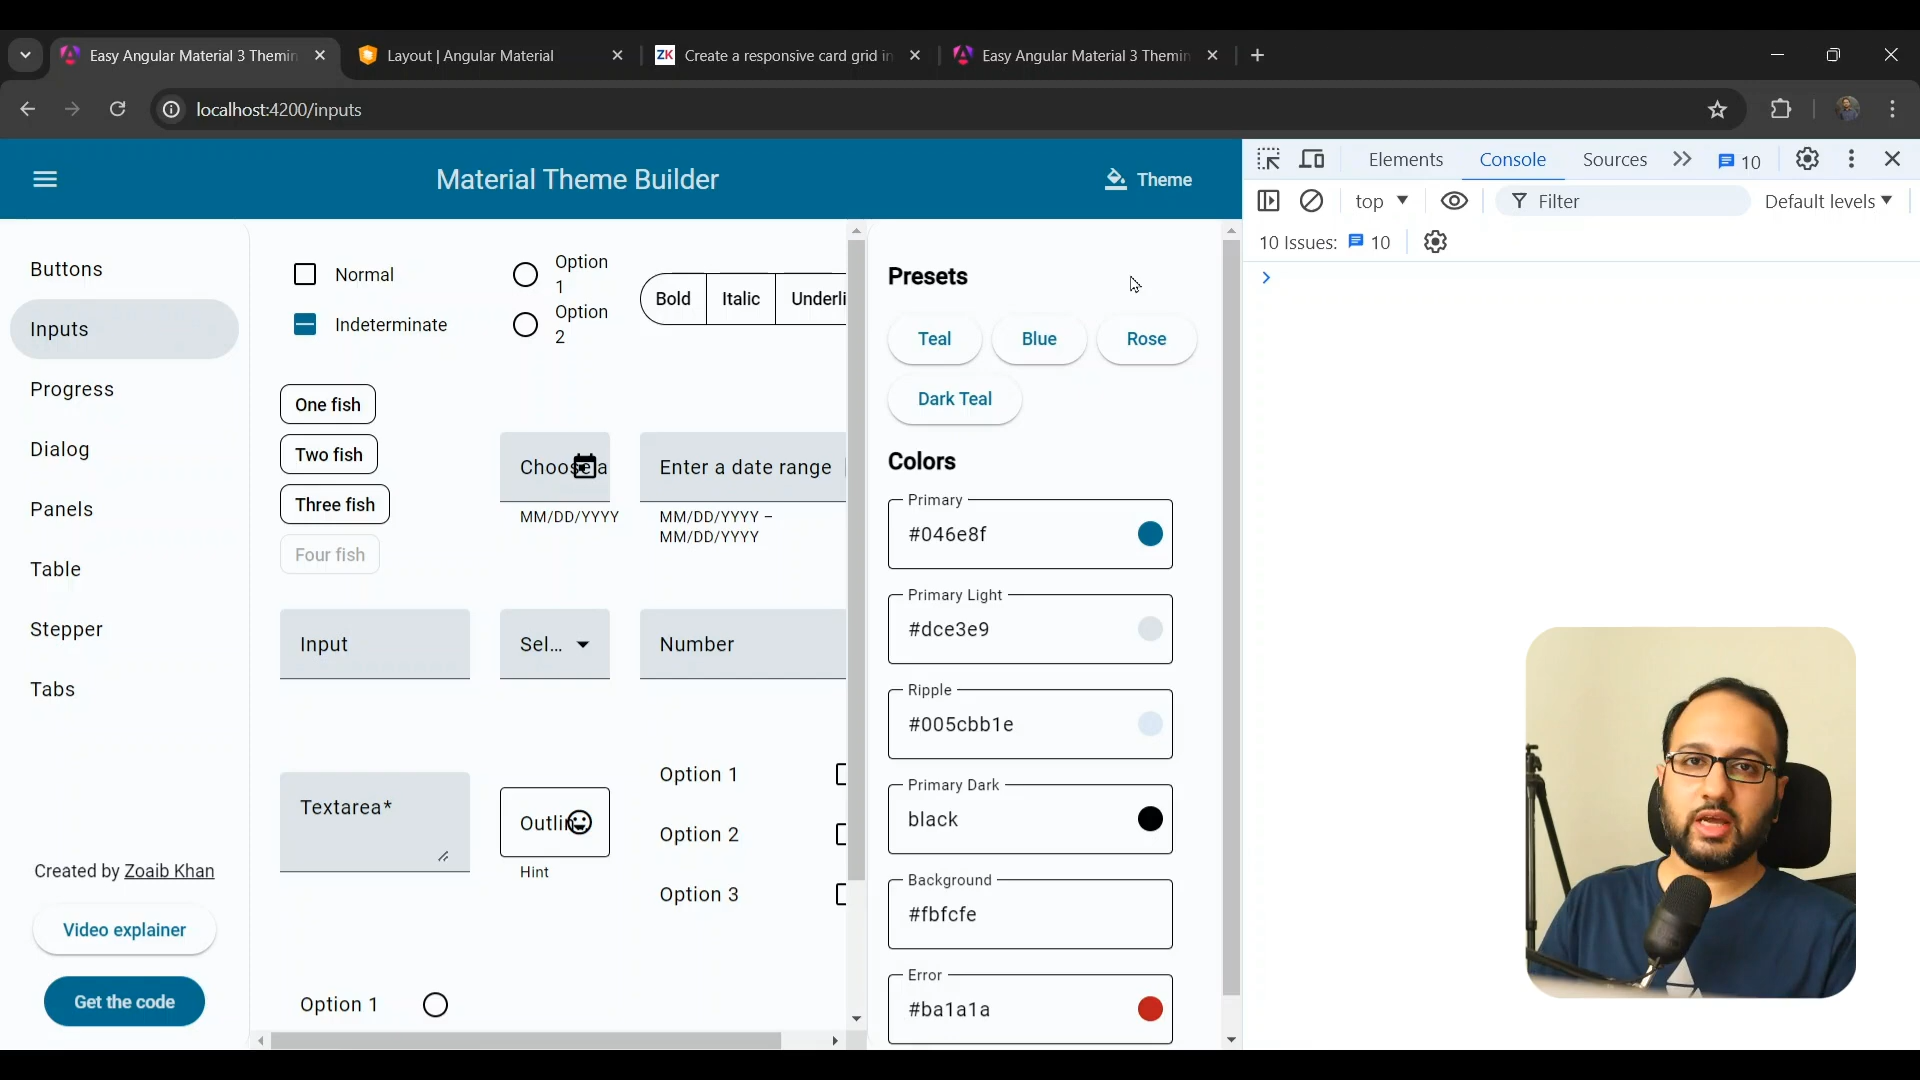 Easy Angular Material 3 Themin
Layout | Angular Material
ZK Create a responsive card grid in
Easy Angular Material 3 Themin
localhost:4200/inputs
Material Theme Builder
Theme
Elements
Console
Sources
10
top
Filter
Default levels
10 Issues:
10
Buttons
Inputs
Progress
Dialog
Panels
Table
Stepper
Tabs
Created by Zoaib Khan
Video explainer
Get the code
Normal
Indeterminate
Option
1
Option
2
Bold
Italic
Underli
One fish
Two fish
Three fish
Four fish
Choose a
MM/DD/YYYY
Enter a date range
MM/DD/YYYY –
MM/DD/YYYY
Input
Sel...
Number
Textarea*
Outlin
Hint
Option 1
Option 2
Option 3
Option 1
Presets
Teal
Blue
Rose
Dark Teal
Colors
Primary
#046e8f
Primary Light
#dce3e9
Ripple
#005cbb1e
Primary Dark
black
Background
#fbfcfe
Error
#ba1a1a